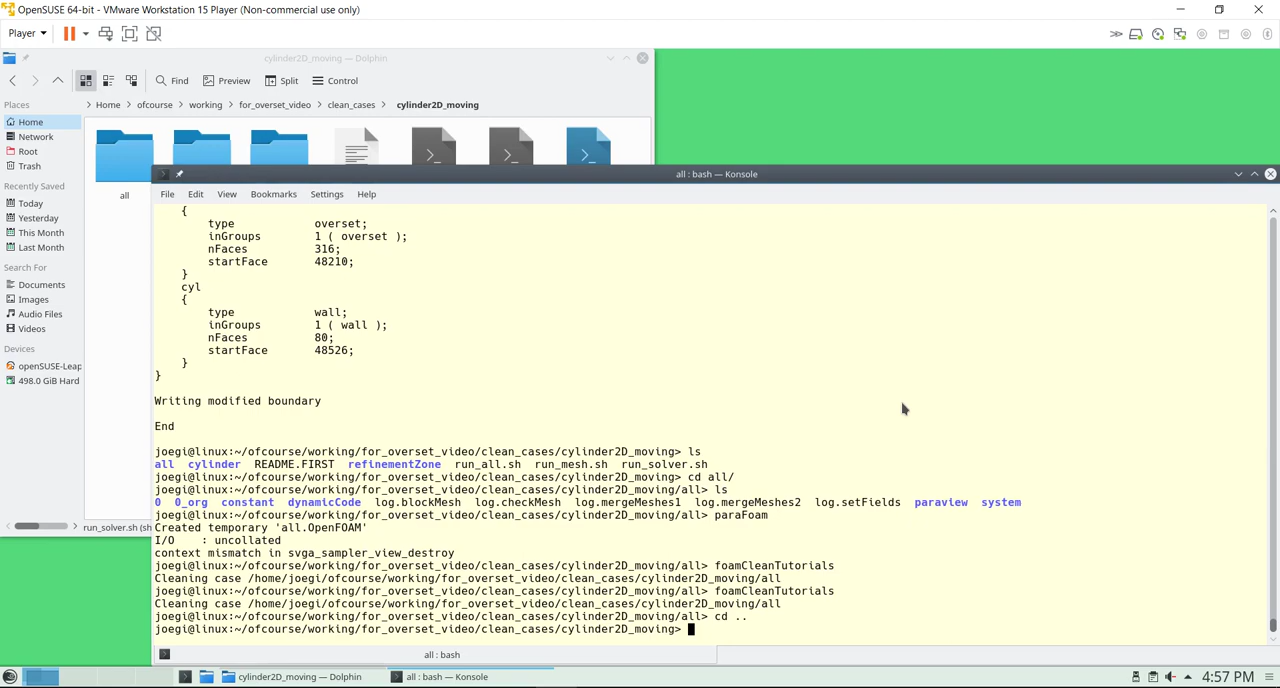 OpenSUSE 64-bit - VMware Workstation 15 Player (Non-commercial use only)
Player
cylinder2D_moving — Dolphin
Find Preview Split Control
Places
Home ofcourse working for_overset_video clean_cases cylinder2D_moving
Home
Network
Root
Trash
Recently Saved
Today
Yesterday
This Month
Last Month
Search For
Documents
Images
Audio Files
Videos
Devices
openSUSE-Leap
498.0 GiB Hard
all
run_solver.sh (sh
all : bash — Konsole
File Edit View Bookmarks Settings Help
{
type overset;
inGroups 1 ( overset );
nFaces 316;
startFace 48210;
}
cyl
{
type wall;
inGroups 1 ( wall );
nFaces 80;
startFace 48526;
}
}
Writing modified boundary
End
joegi@linux:~/ofcourse/working/for_overset_video/clean_cases/cylinder2D_moving> ls
all cylinder README.FIRST refinementZone run_all.sh run_mesh.sh run_solver.sh
joegi@linux:~/ofcourse/working/for_overset_video/clean_cases/cylinder2D_moving> cd all/
joegi@linux:~/ofcourse/working/for_overset_video/clean_cases/cylinder2D_moving/all> ls
0 0_org constant dynamicCode log.blockMesh log.checkMesh log.mergeMeshes1 log.mergeMeshes2 log.setFields paraview system
joegi@linux:~/ofcourse/working/for_overset_video/clean_cases/cylinder2D_moving/all> paraFoam
Created temporary 'all.OpenFOAM'
I/O : uncollated
context mismatch in svga_sampler_view_destroy
joegi@linux:~/ofcourse/working/for_overset_video/clean_cases/cylinder2D_moving/all> foamCleanTutorials
Cleaning case /home/joegi/ofcourse/working/for_overset_video/clean_cases/cylinder2D_moving/all
joegi@linux:~/ofcourse/working/for_overset_video/clean_cases/cylinder2D_moving/all> foamCleanTutorials
Cleaning case /home/joegi/ofcourse/working/for_overset_video/clean_cases/cylinder2D_moving/all
joegi@linux:~/ofcourse/working/for_overset_video/clean_cases/cylinder2D_moving/all> cd ..
joegi@linux:~/ofcourse/working/for_overset_video/clean_cases/cylinder2D_moving>
all : bash
cylinder2D_moving — Dolphin all : bash — Konsole 4:57 PM